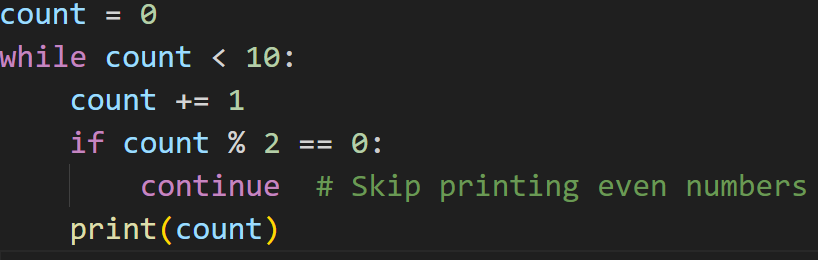 count = 0
while count < 10:
    count += 1
    if count % 2 == 0:
        continue  # Skip printing even numbers
    print(count)